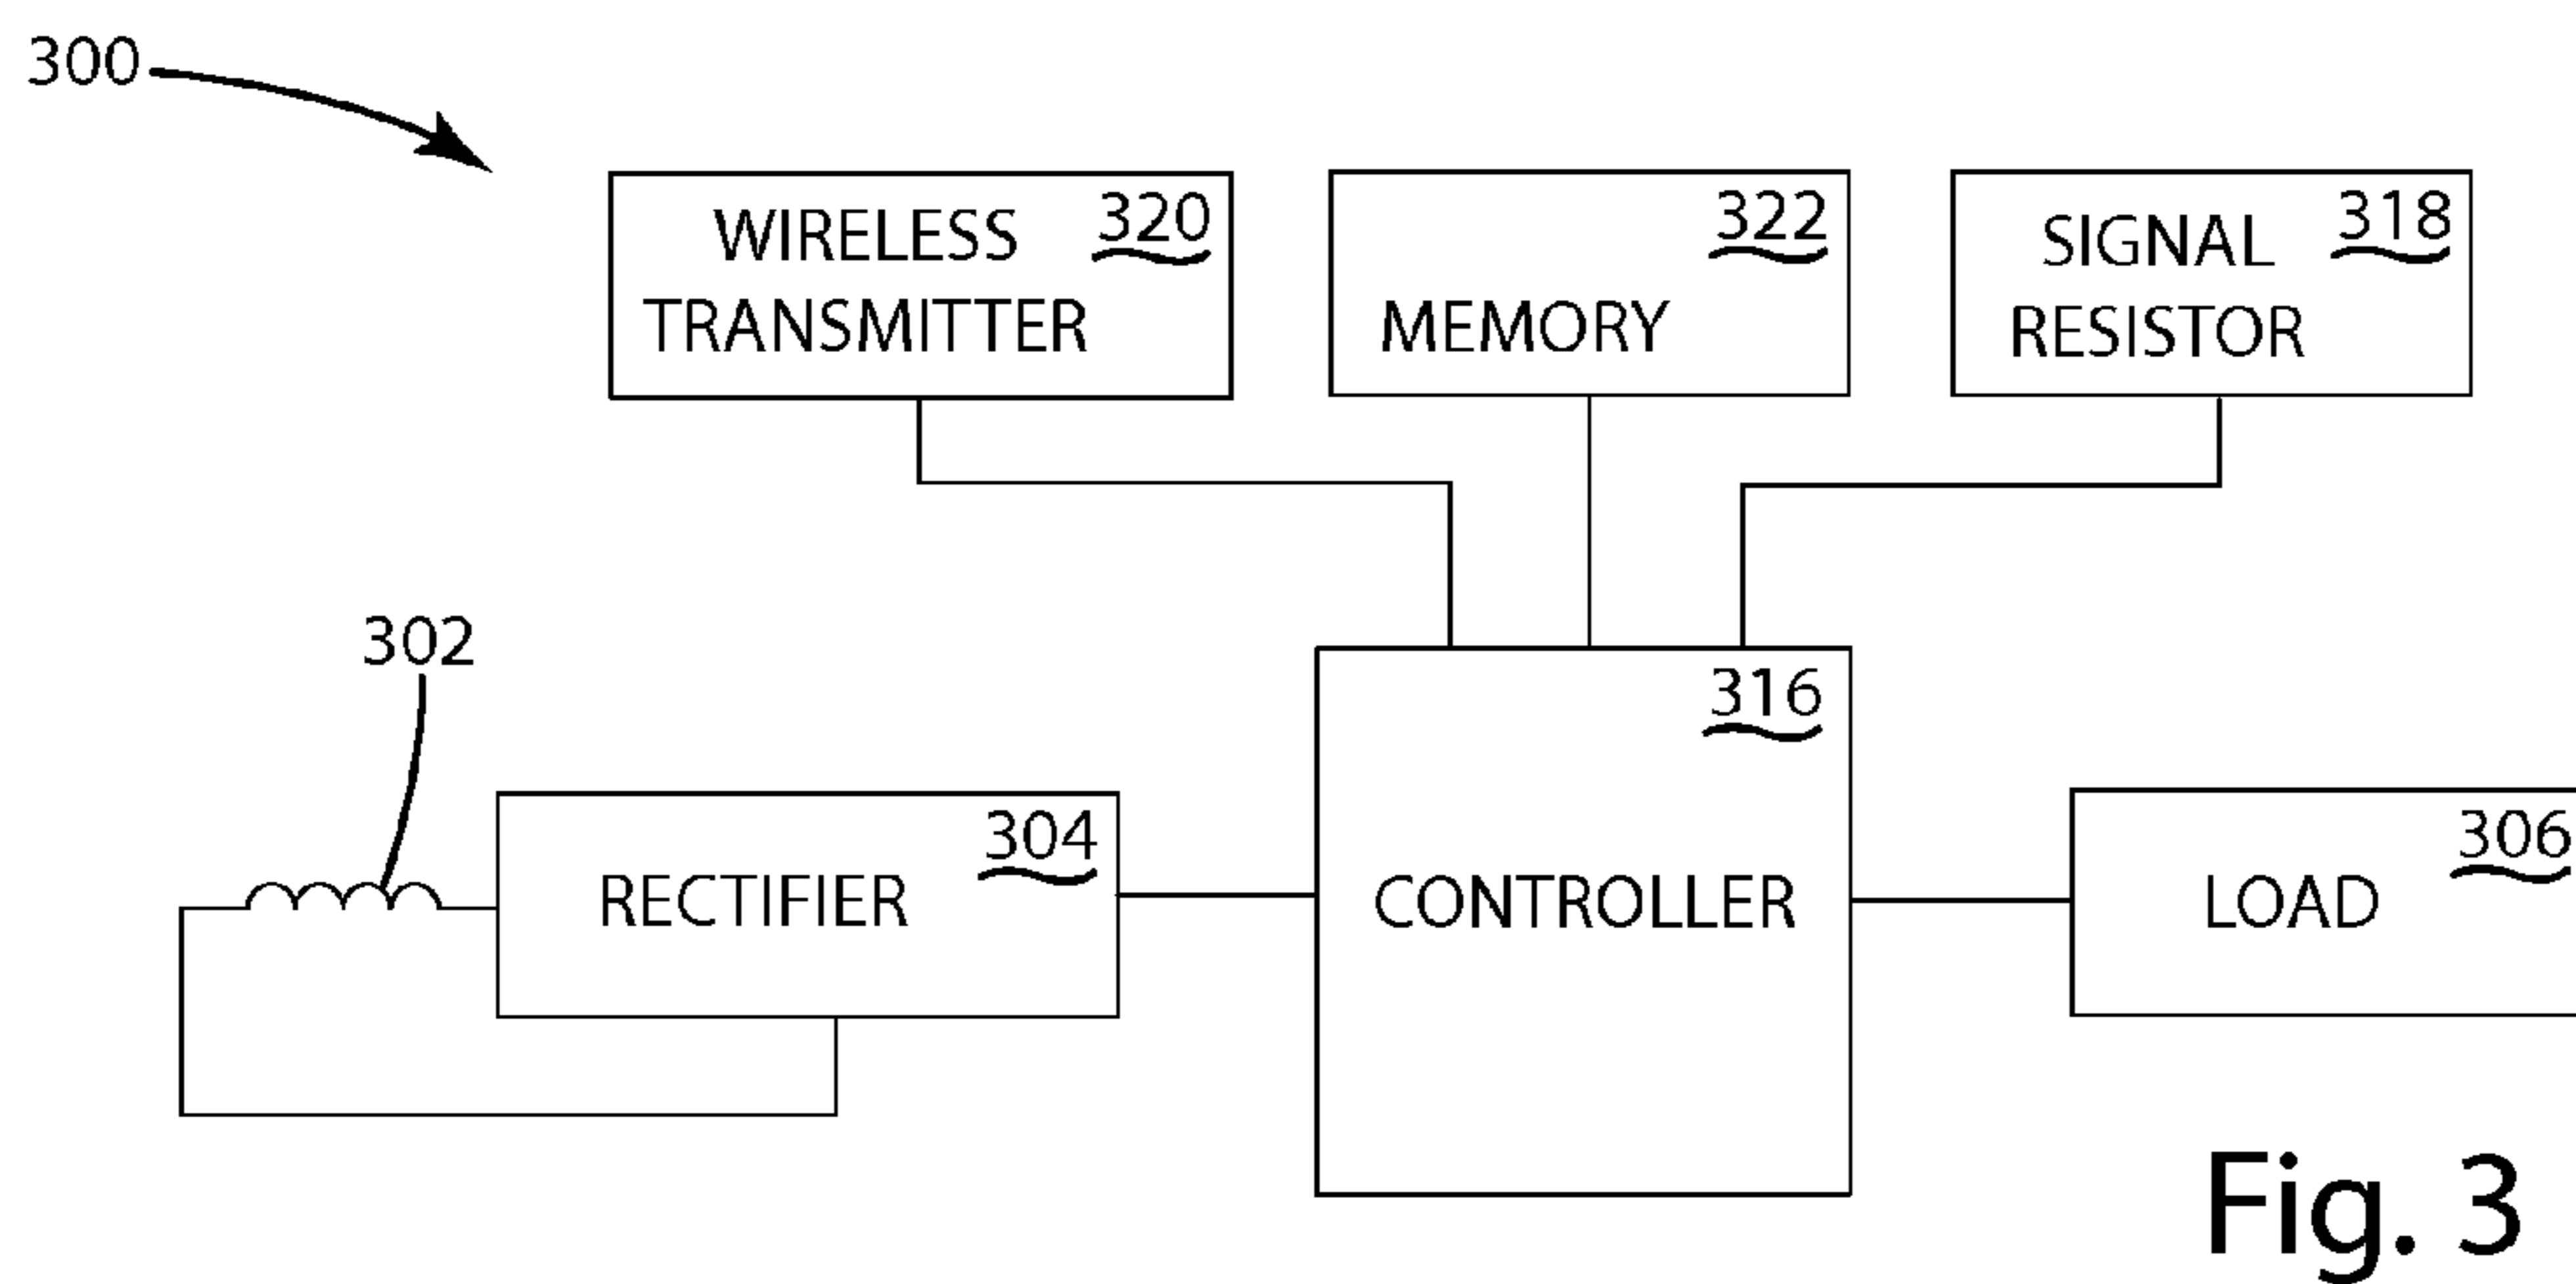 300
WIRELESS 320
TRANSMITTER
322
MEMORY
SIGNAL 318
RESISTOR
302
316
CONTROLLER
304
RECTIFIER
306
LOAD
Fig. 3